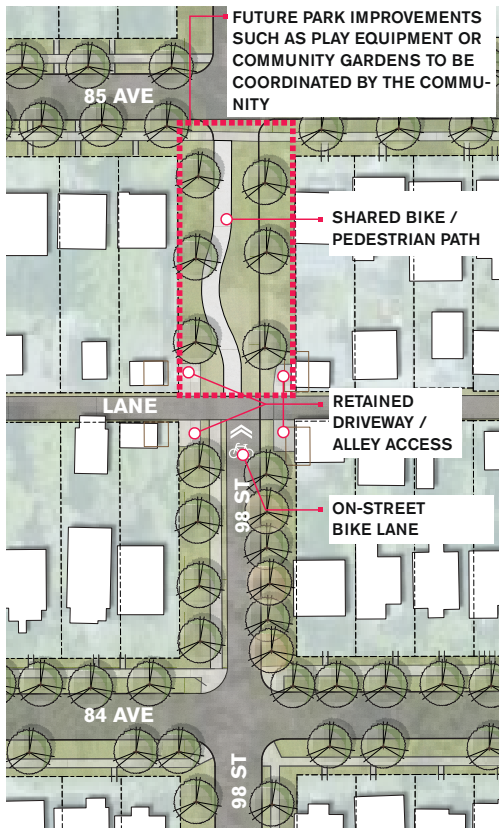 FUTURE PARK IMPROVEMENTS
SUCH AS PLAY EQUIPMENT OR
COMMUNITY GARDENS TO BE
COORDINATED BY THE COMMU-
NITY
85 AVE
SHARED BIKE /
PEDESTRIAN PATH
LANE
RETAINED
DRIVEWAY /
ALLEY ACCESS
98 ST
ON-STREET
BIKE LANE
84 AVE
98 ST